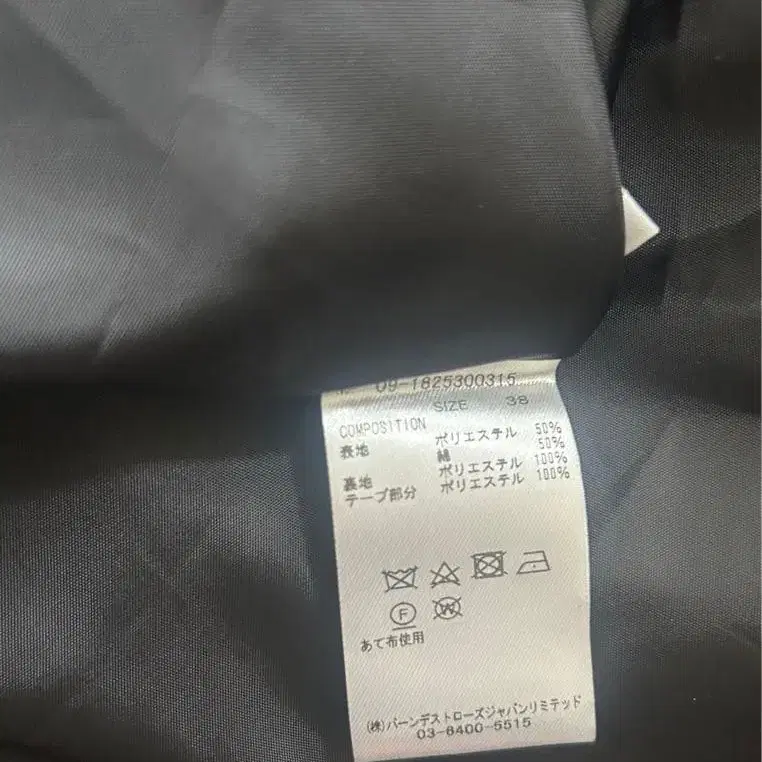 09-1825300315
SIZE 38
COMPOSITION
表地 ポリエステル 50%
綿 50%
裏地 ポリエステル 100%
テープ部分 ポリエステル 100%
F W
あて布使用
(株)バーンデストローズジャパンリミテッド
03-6400-5515